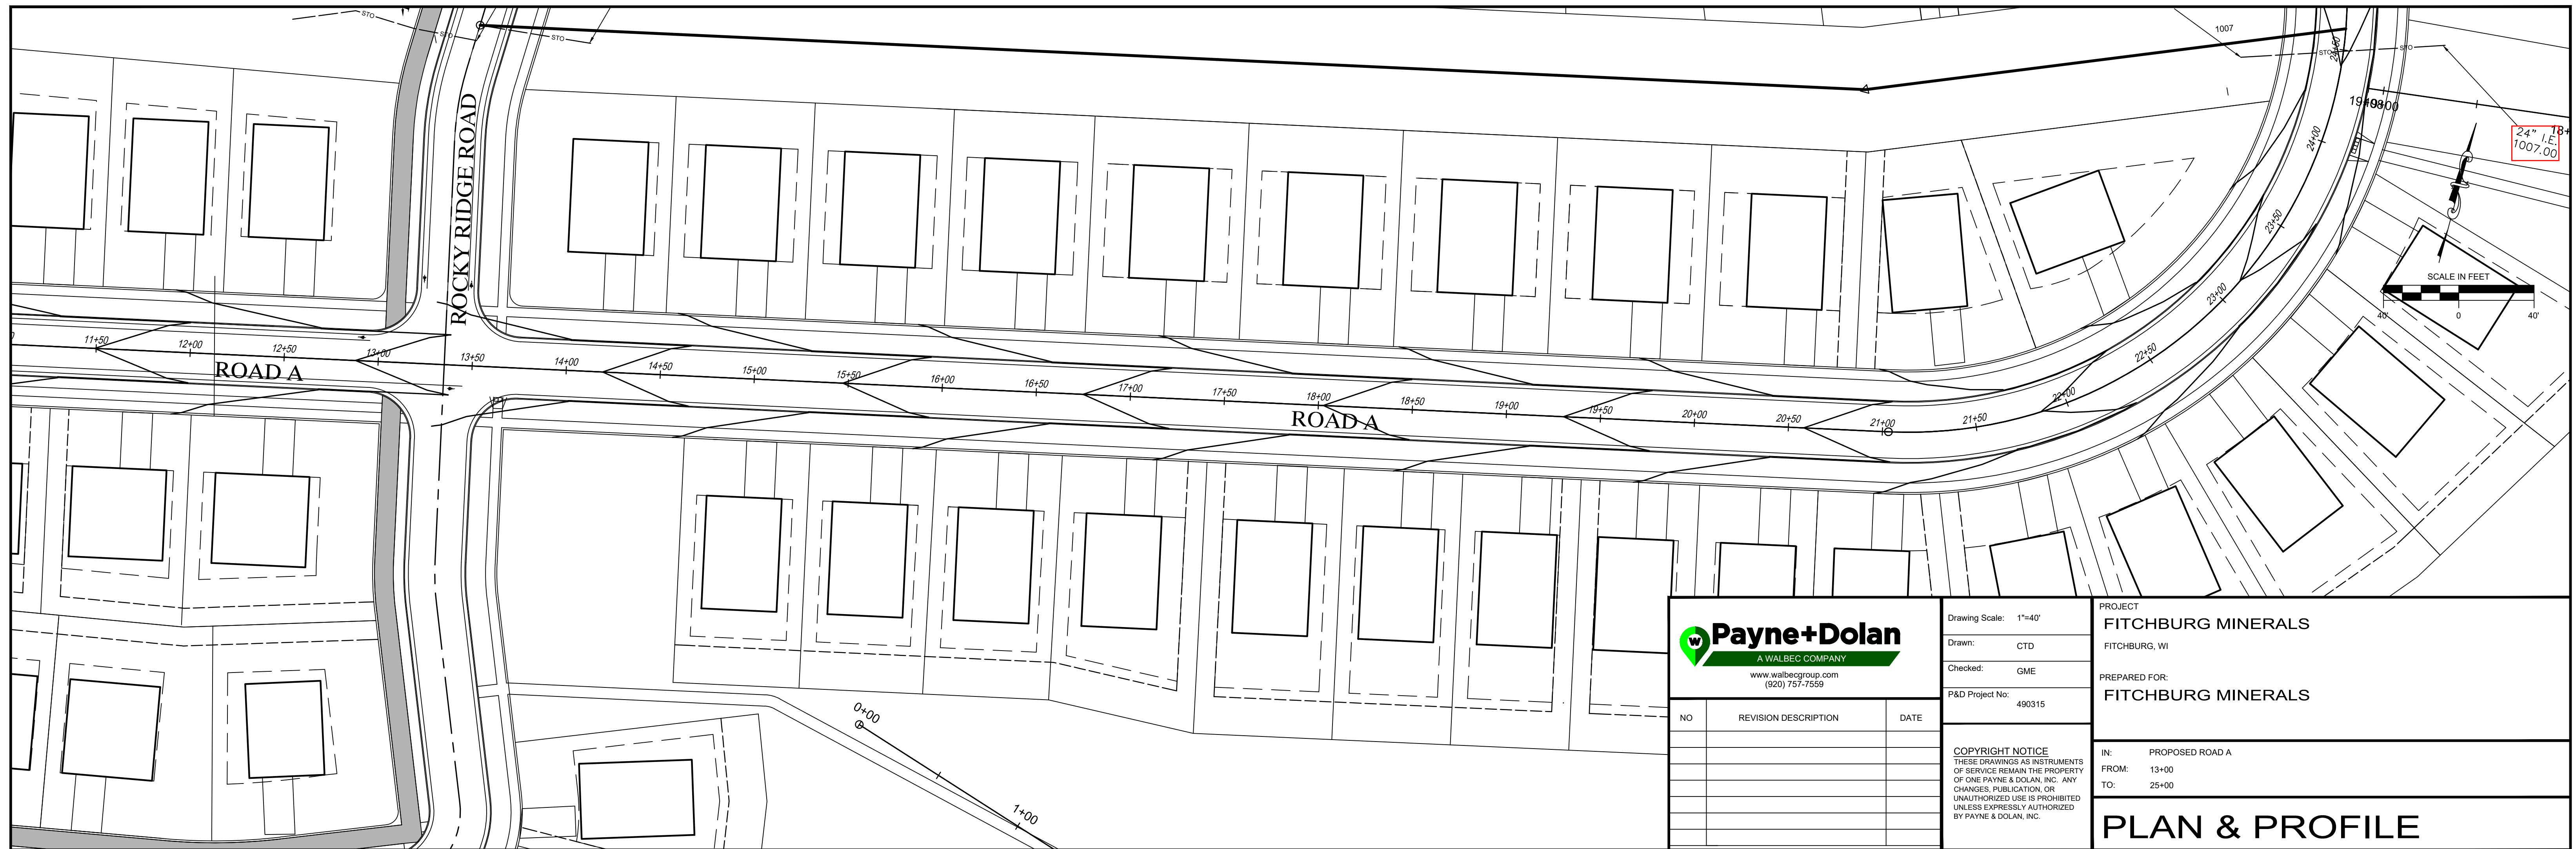 STO
STO
STO
1007
STO
STO
24+50
19+08
18+
24" I.E.
1007.00
24+00
23+50
23+00
22+50
22+00
SCALE IN FEET
40'
0
40'
ROCKY RIDGE ROAD
11+50
12+00
12+50
13+00
13+50
14+00
14+50
15+00
15+50
16+00
16+50
17+00
17+50
18+00
18+50
19+00
19+50
20+00
20+50
21+00
21+50
ROAD A
ROAD A
0+00
1+00
w Payne+Dolan
A WALBEC COMPANY
www.walbecgroup.com
(920) 757-7559
NO REVISION DESCRIPTION DATE
Drawing Scale: 1"=40'
Drawn: CTD
Checked: GME
P&D Project No:
490315
COPYRIGHT NOTICE
THESE DRAWINGS AS INSTRUMENTS
OF SERVICE REMAIN THE PROPERTY
OF ONE PAYNE & DOLAN, INC. ANY
CHANGES, PUBLICATION, OR
UNAUTHORIZED USE IS PROHIBITED
UNLESS EXPRESSLY AUTHORIZED
BY PAYNE & DOLAN, INC.
PROJECT
FITCHBURG MINERALS
FITCHBURG, WI
PREPARED FOR:
FITCHBURG MINERALS
IN: PROPOSED ROAD A
FROM: 13+00
TO: 25+00
PLAN & PROFILE